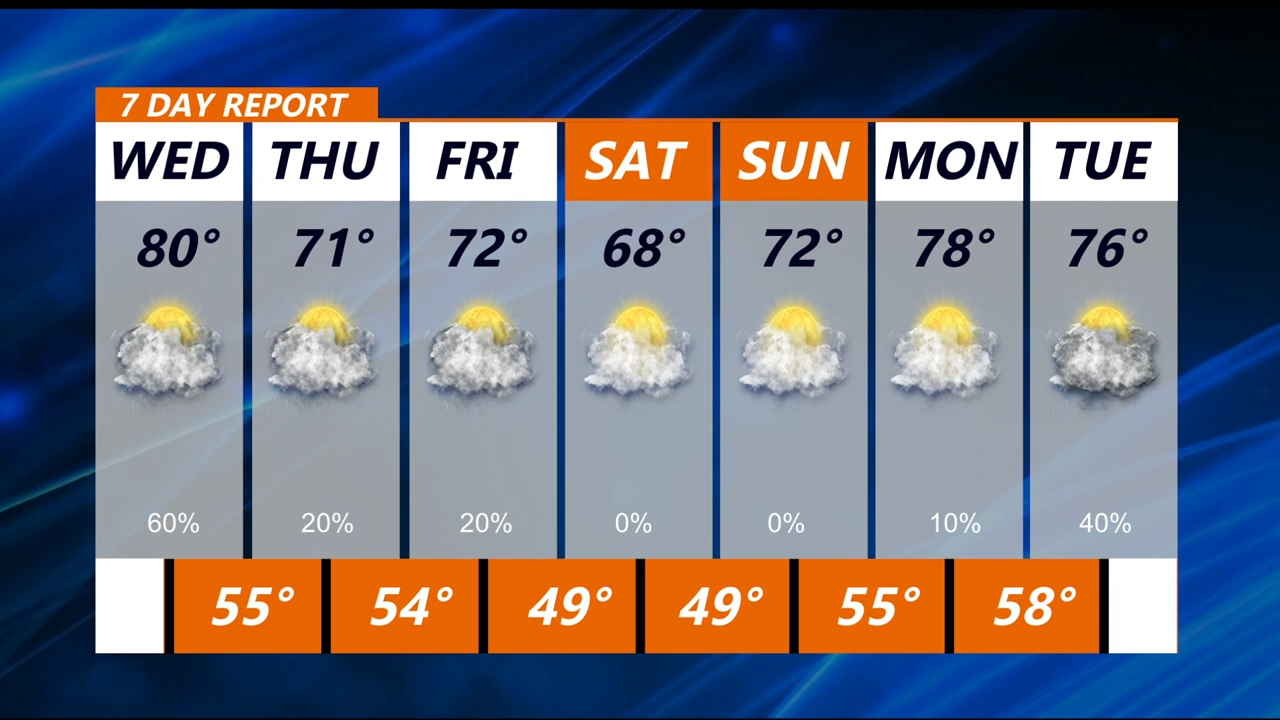 7 DAY REPORT
WED THU FRI SAT SUN MON TUE
80° 71° 72° 68° 72° 78° 76°
60% 20% 20% 0% 0% 10% 40%
55° 54° 49° 49° 55° 58°